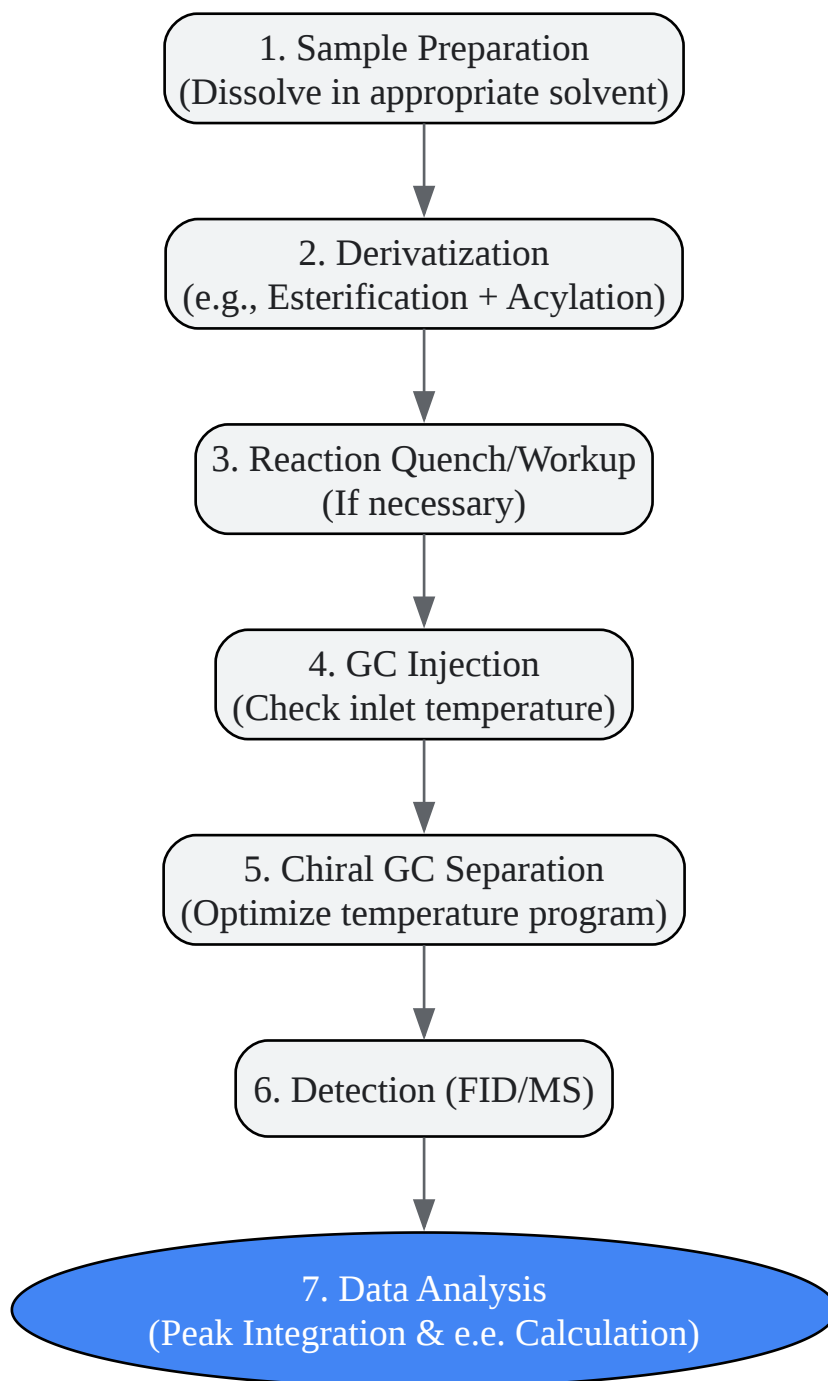 1. Sample Preparation
(Dissolve in appropriate solvent)
2. Derivatization
(e.g., Esterification + Acylation)
3. Reaction Quench/Workup
(If necessary)
4. GC Injection
(Check inlet temperature)
5. Chiral GC Separation
(Optimize temperature program)
6. Detection (FID/MS)
7. Data Analysis
(Peak Integration & e.e. Calculation)